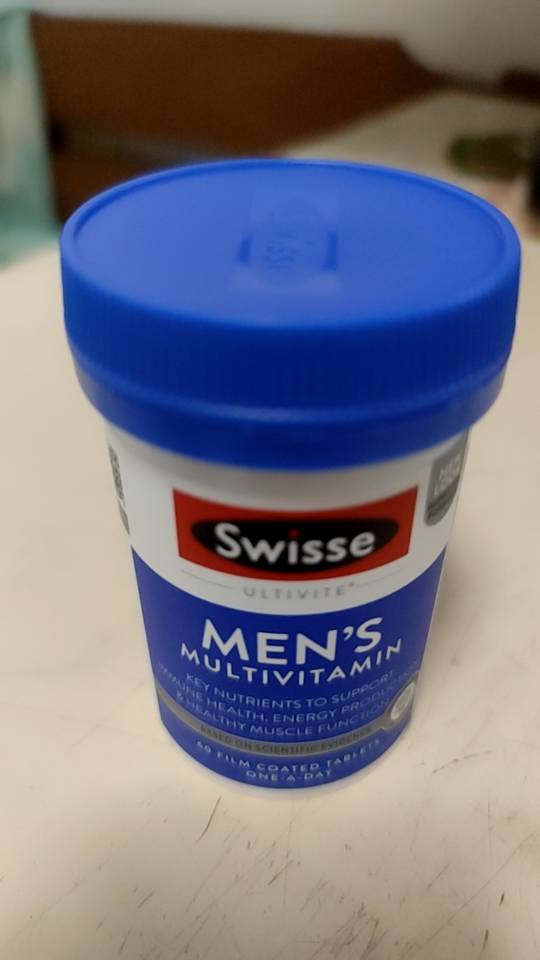 Swisse
ULTIVITE®
MEN'S
MULTIVITAMIN
KEY NUTRIENTS TO SUPPORT
IMMUNE HEALTH, ENERGY PRODUCTION
& HEALTHY MUSCLE FUNCTION
BASED ON SCIENTIFIC EVIDENCE
60 FILM COATED TABLETS
ONE-A-DAY